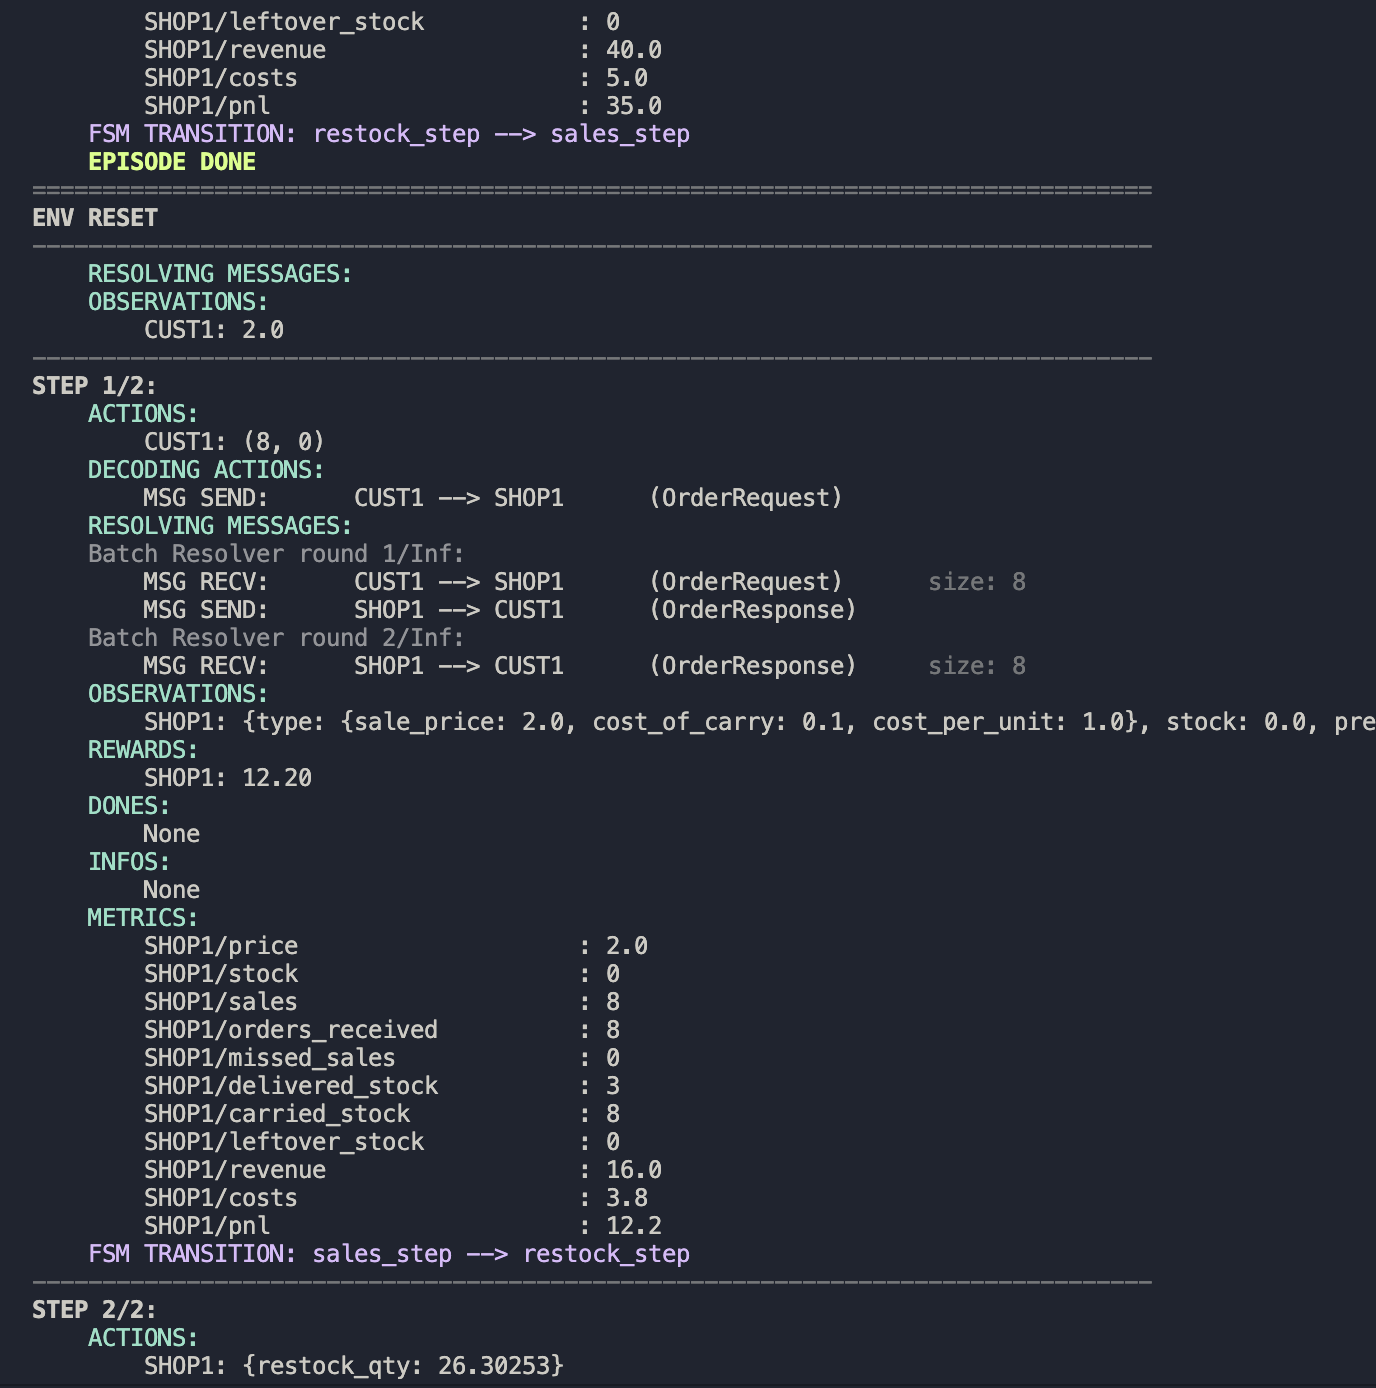 SHOP1/leftover_stock : 0
SHOP1/revenue : 40.0
SHOP1/costs : 5.0
SHOP1/pnl : 35.0
FSM TRANSITION: restock_step --> sales_step
EPISODE DONE
================================================================================
ENV RESET
--------------------------------------------------------------------------------
RESOLVING MESSAGES:
OBSERVATIONS:
CUST1: 2.0
--------------------------------------------------------------------------------
STEP 1/2:
ACTIONS:
CUST1: (8, 0)
DECODING ACTIONS:
MSG SEND: CUST1 --> SHOP1 (OrderRequest)
RESOLVING MESSAGES:
Batch Resolver round 1/Inf:
MSG RECV: CUST1 --> SHOP1 (OrderRequest) size: 8
MSG SEND: SHOP1 --> CUST1 (OrderResponse)
Batch Resolver round 2/Inf:
MSG RECV: SHOP1 --> CUST1 (OrderResponse) size: 8
OBSERVATIONS:
SHOP1: {type: {sale_price: 2.0, cost_of_carry: 0.1, cost_per_unit: 1.0}, stock: 0.0, pre
REWARDS:
SHOP1: 12.20
DONES:
None
INFOS:
None
METRICS:
SHOP1/price : 2.0
SHOP1/stock : 0
SHOP1/sales : 8
SHOP1/orders_received : 8
SHOP1/missed_sales : 0
SHOP1/delivered_stock : 3
SHOP1/carried_stock : 8
SHOP1/leftover_stock : 0
SHOP1/revenue : 16.0
SHOP1/costs : 3.8
SHOP1/pnl : 12.2
FSM TRANSITION: sales_step --> restock_step
--------------------------------------------------------------------------------
STEP 2/2:
ACTIONS:
SHOP1: {restock_qty: 26.30253}